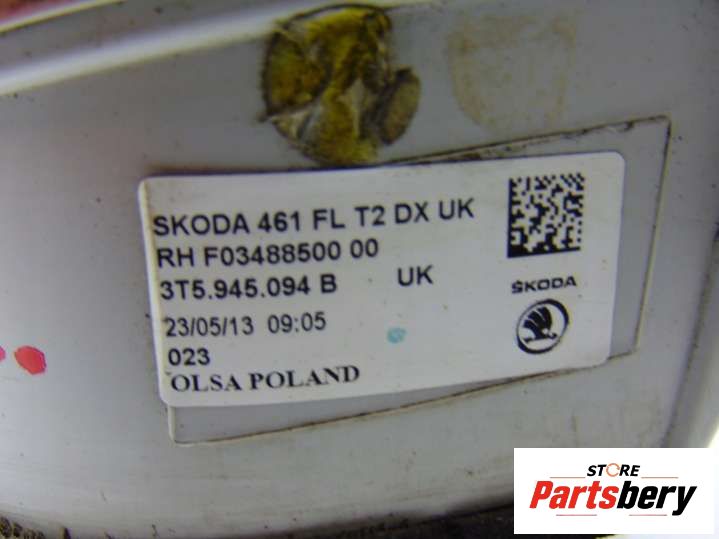 SKODA 461 FL T2 DX UK
RH F03488500 00
3T5.945.094 B UK
ŠKODA
23/05/13 09:05
023
OLSA POLAND
STORE
Partsbery